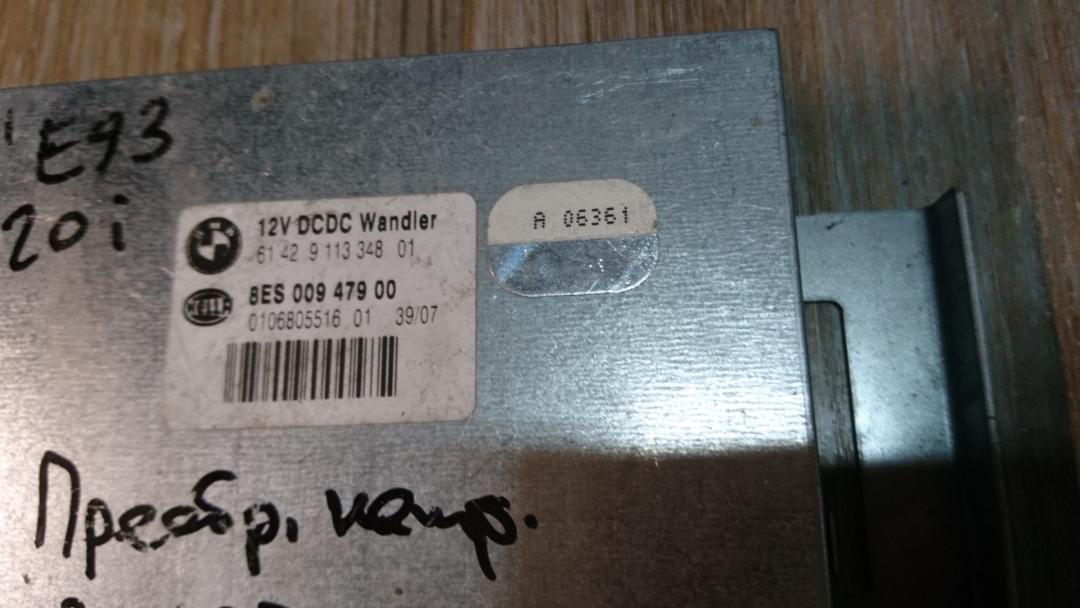 E93
20i
12V DCDC Wandler
61 42 9 113 348 01
HELLA
8ES 009 479 00
0106805516 01 39/07
A 06361
Преобр. напр.